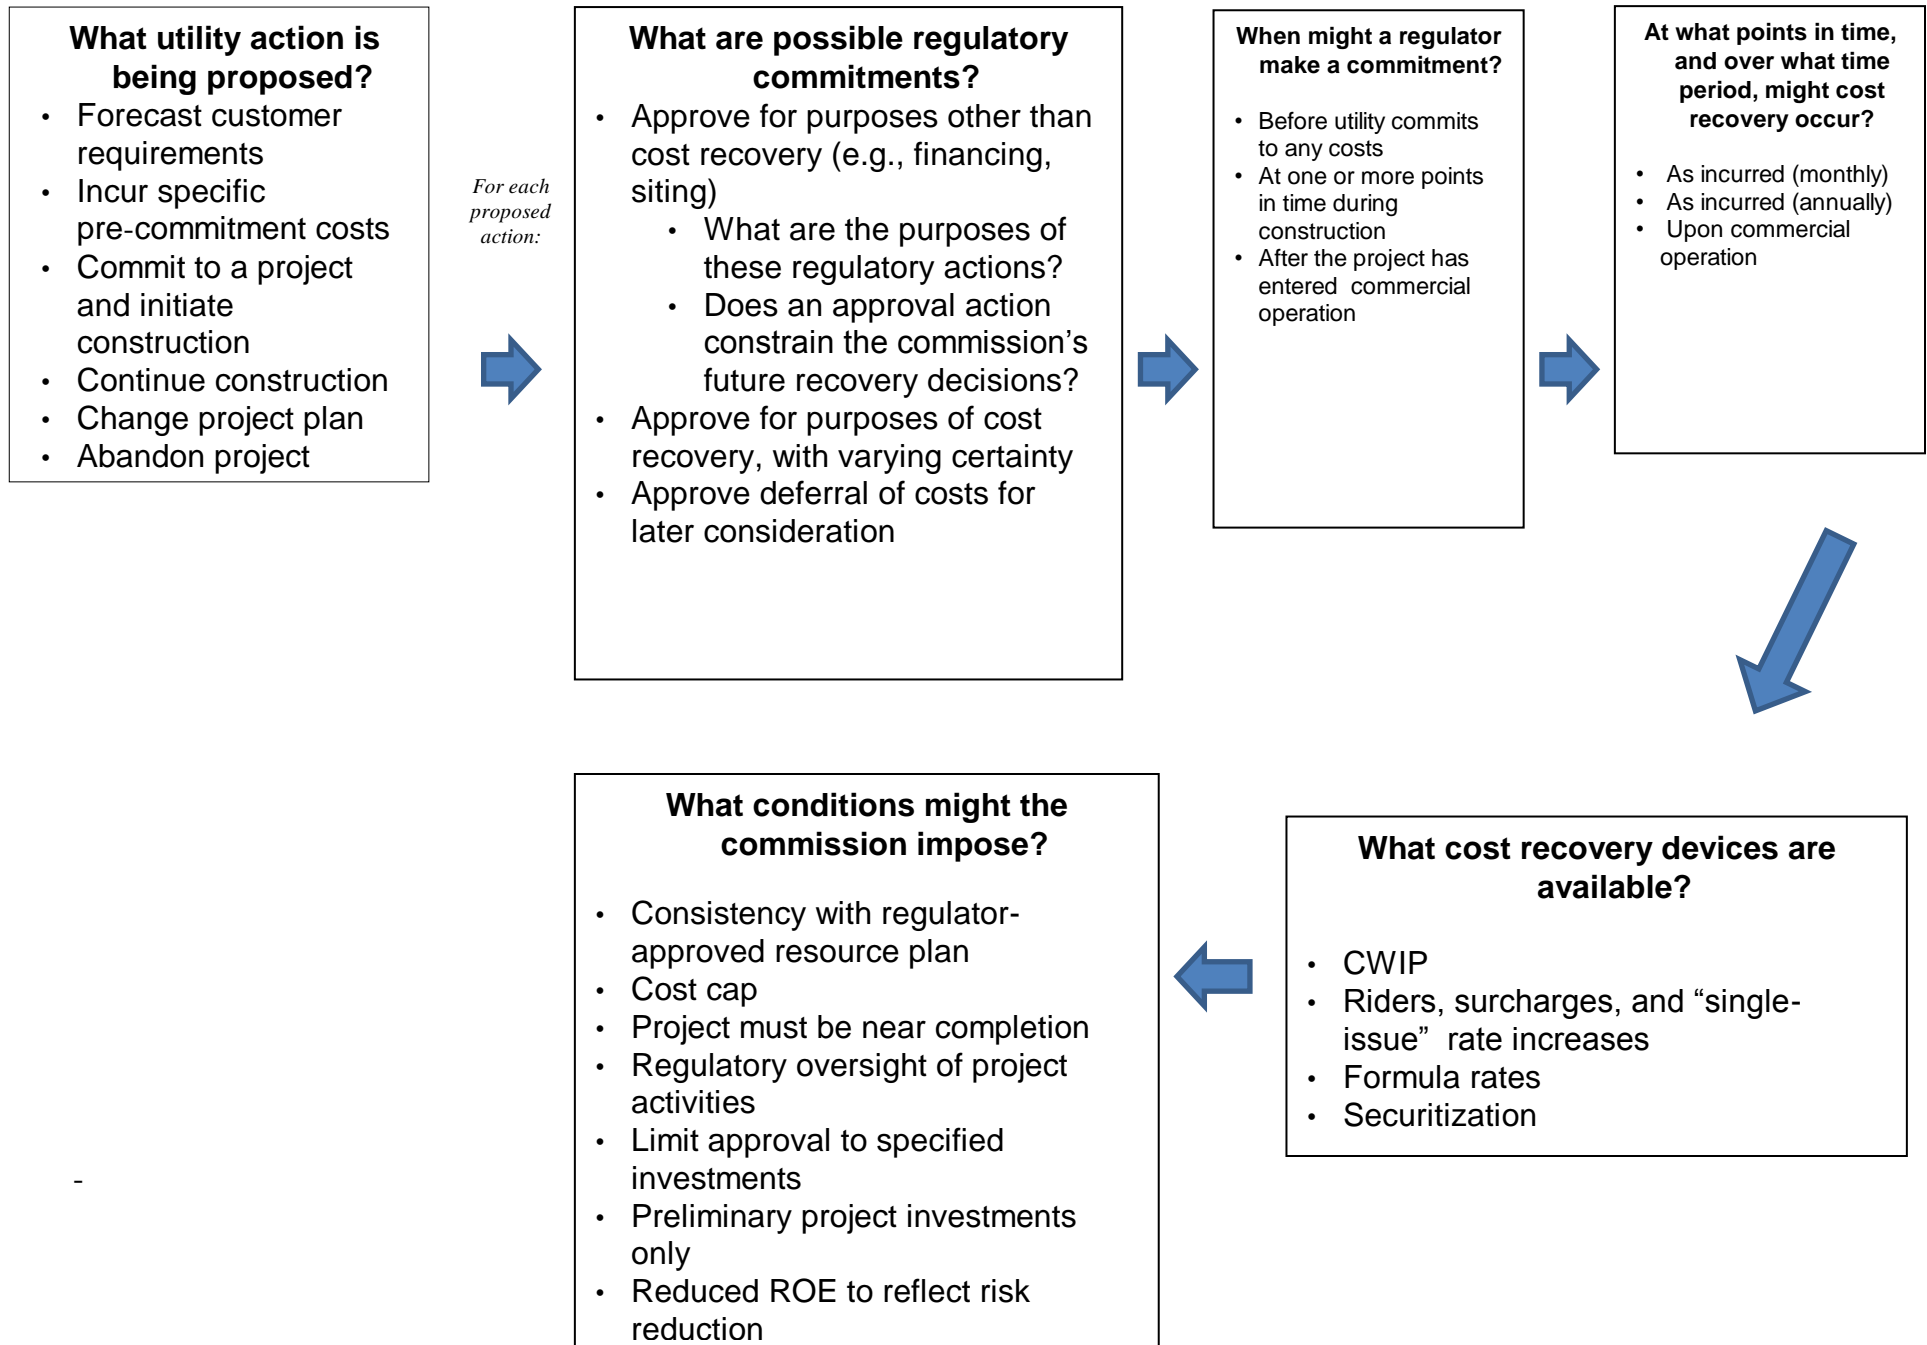 What utility action is
being proposed?
• Forecast customer
requirements
• Incur specific
pre-commitment costs
• Commit to a project
and initiate
construction
• Continue construction
• Change project plan
• Abandon project
For each
proposed
action:
What are possible regulatory
commitments?
• Approve for purposes other than
cost recovery (e.g., financing,
siting)
• What are the purposes of
these regulatory actions?
• Does an approval action
constrain the commission’s
future recovery decisions?
• Approve for purposes of cost
recovery, with varying certainty
• Approve deferral of costs for
later consideration
When might a regulator
make a commitment?
• Before utility commits
to any costs
• At one or more points
in time during
construction
• After the project has
entered commercial
operation
At what points in time,
and over what time
period, might cost
recovery occur?
• As incurred (monthly)
• As incurred (annually)
• Upon commercial
operation
What cost recovery devices are
available?
• CWIP
• Riders, surcharges, and “single-
issue” rate increases
• Formula rates
• Securitization
What conditions might the
commission impose?
• Consistency with regulator-
approved resource plan
• Cost cap
• Project must be near completion
• Regulatory oversight of project
activities
• Limit approval to specified
investments
• Preliminary project investments
only
• Reduced ROE to reflect risk
reduction
-